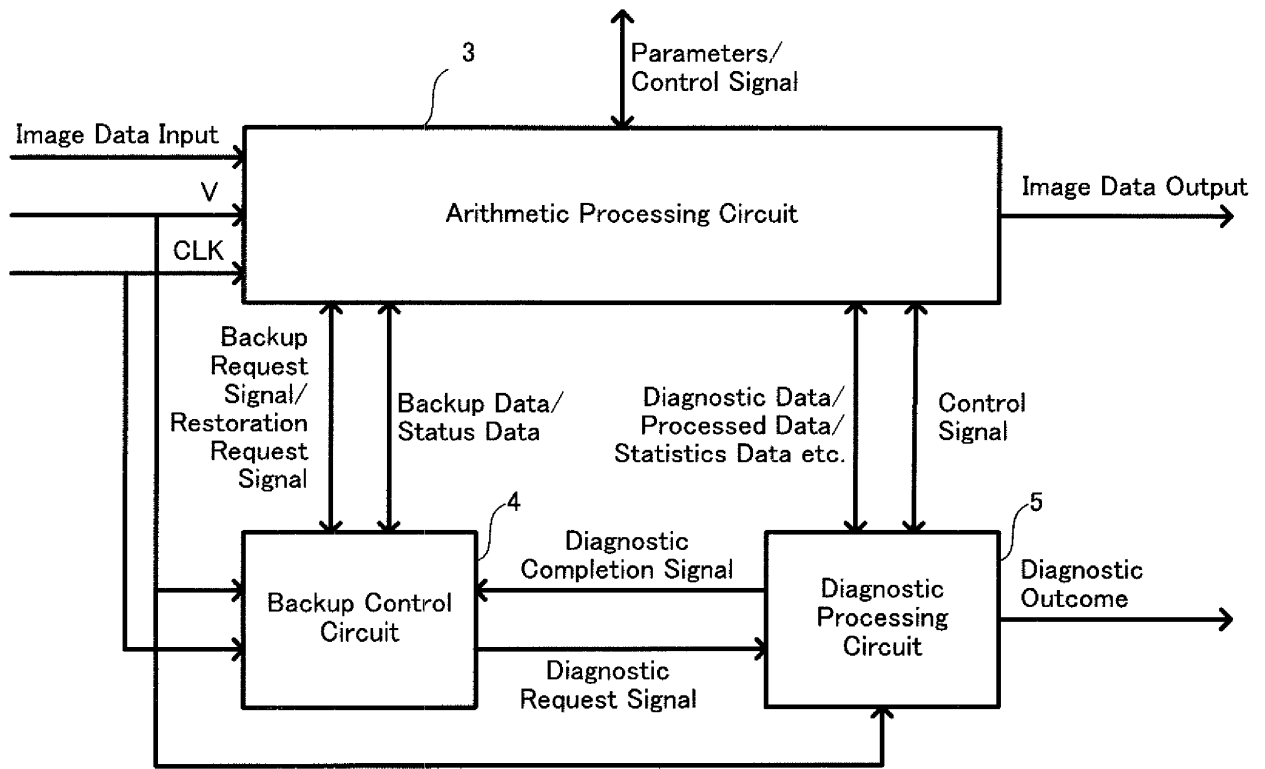 3
Parameters/
Control Signal
Image Data Input
V
CLK
Arithmetic Processing Circuit
Image Data Output
Backup
Request
Signal/
Restoration
Request
Signal
Backup Data/
Status Data
Diagnostic Data/
Processed Data/
Statistics Data etc.
Control
Signal
4
Backup Control
Circuit
Diagnostic
Completion Signal
Diagnostic
Request Signal
5
Diagnostic
Processing
Circuit
Diagnostic
Outcome